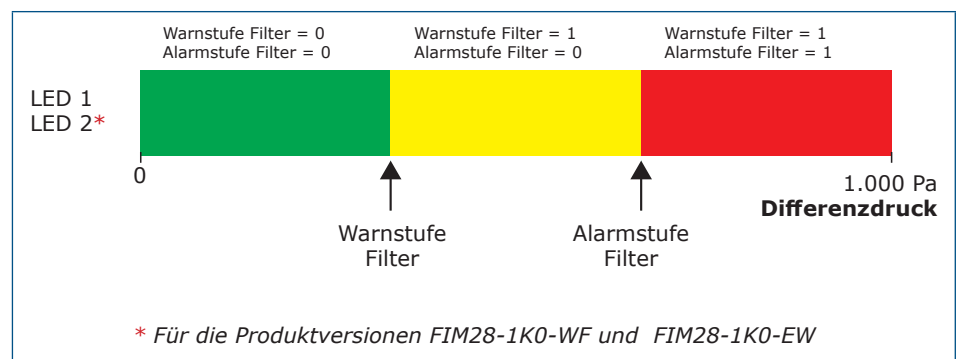 Warnstufe Filter = 0
Alarmstufe Filter = 0
Warnstufe Filter = 1
Alarmstufe Filter = 0
Warnstufe Filter = 1
Alarmstufe Filter = 1
LED 1
LED 2*
0
1.000 Pa
Differenzdruck
Warnstufe
Filter
Alarmstufe
Filter
* Für die Produktversionen FIM28-1K0-WF und FIM28-1K0-EW